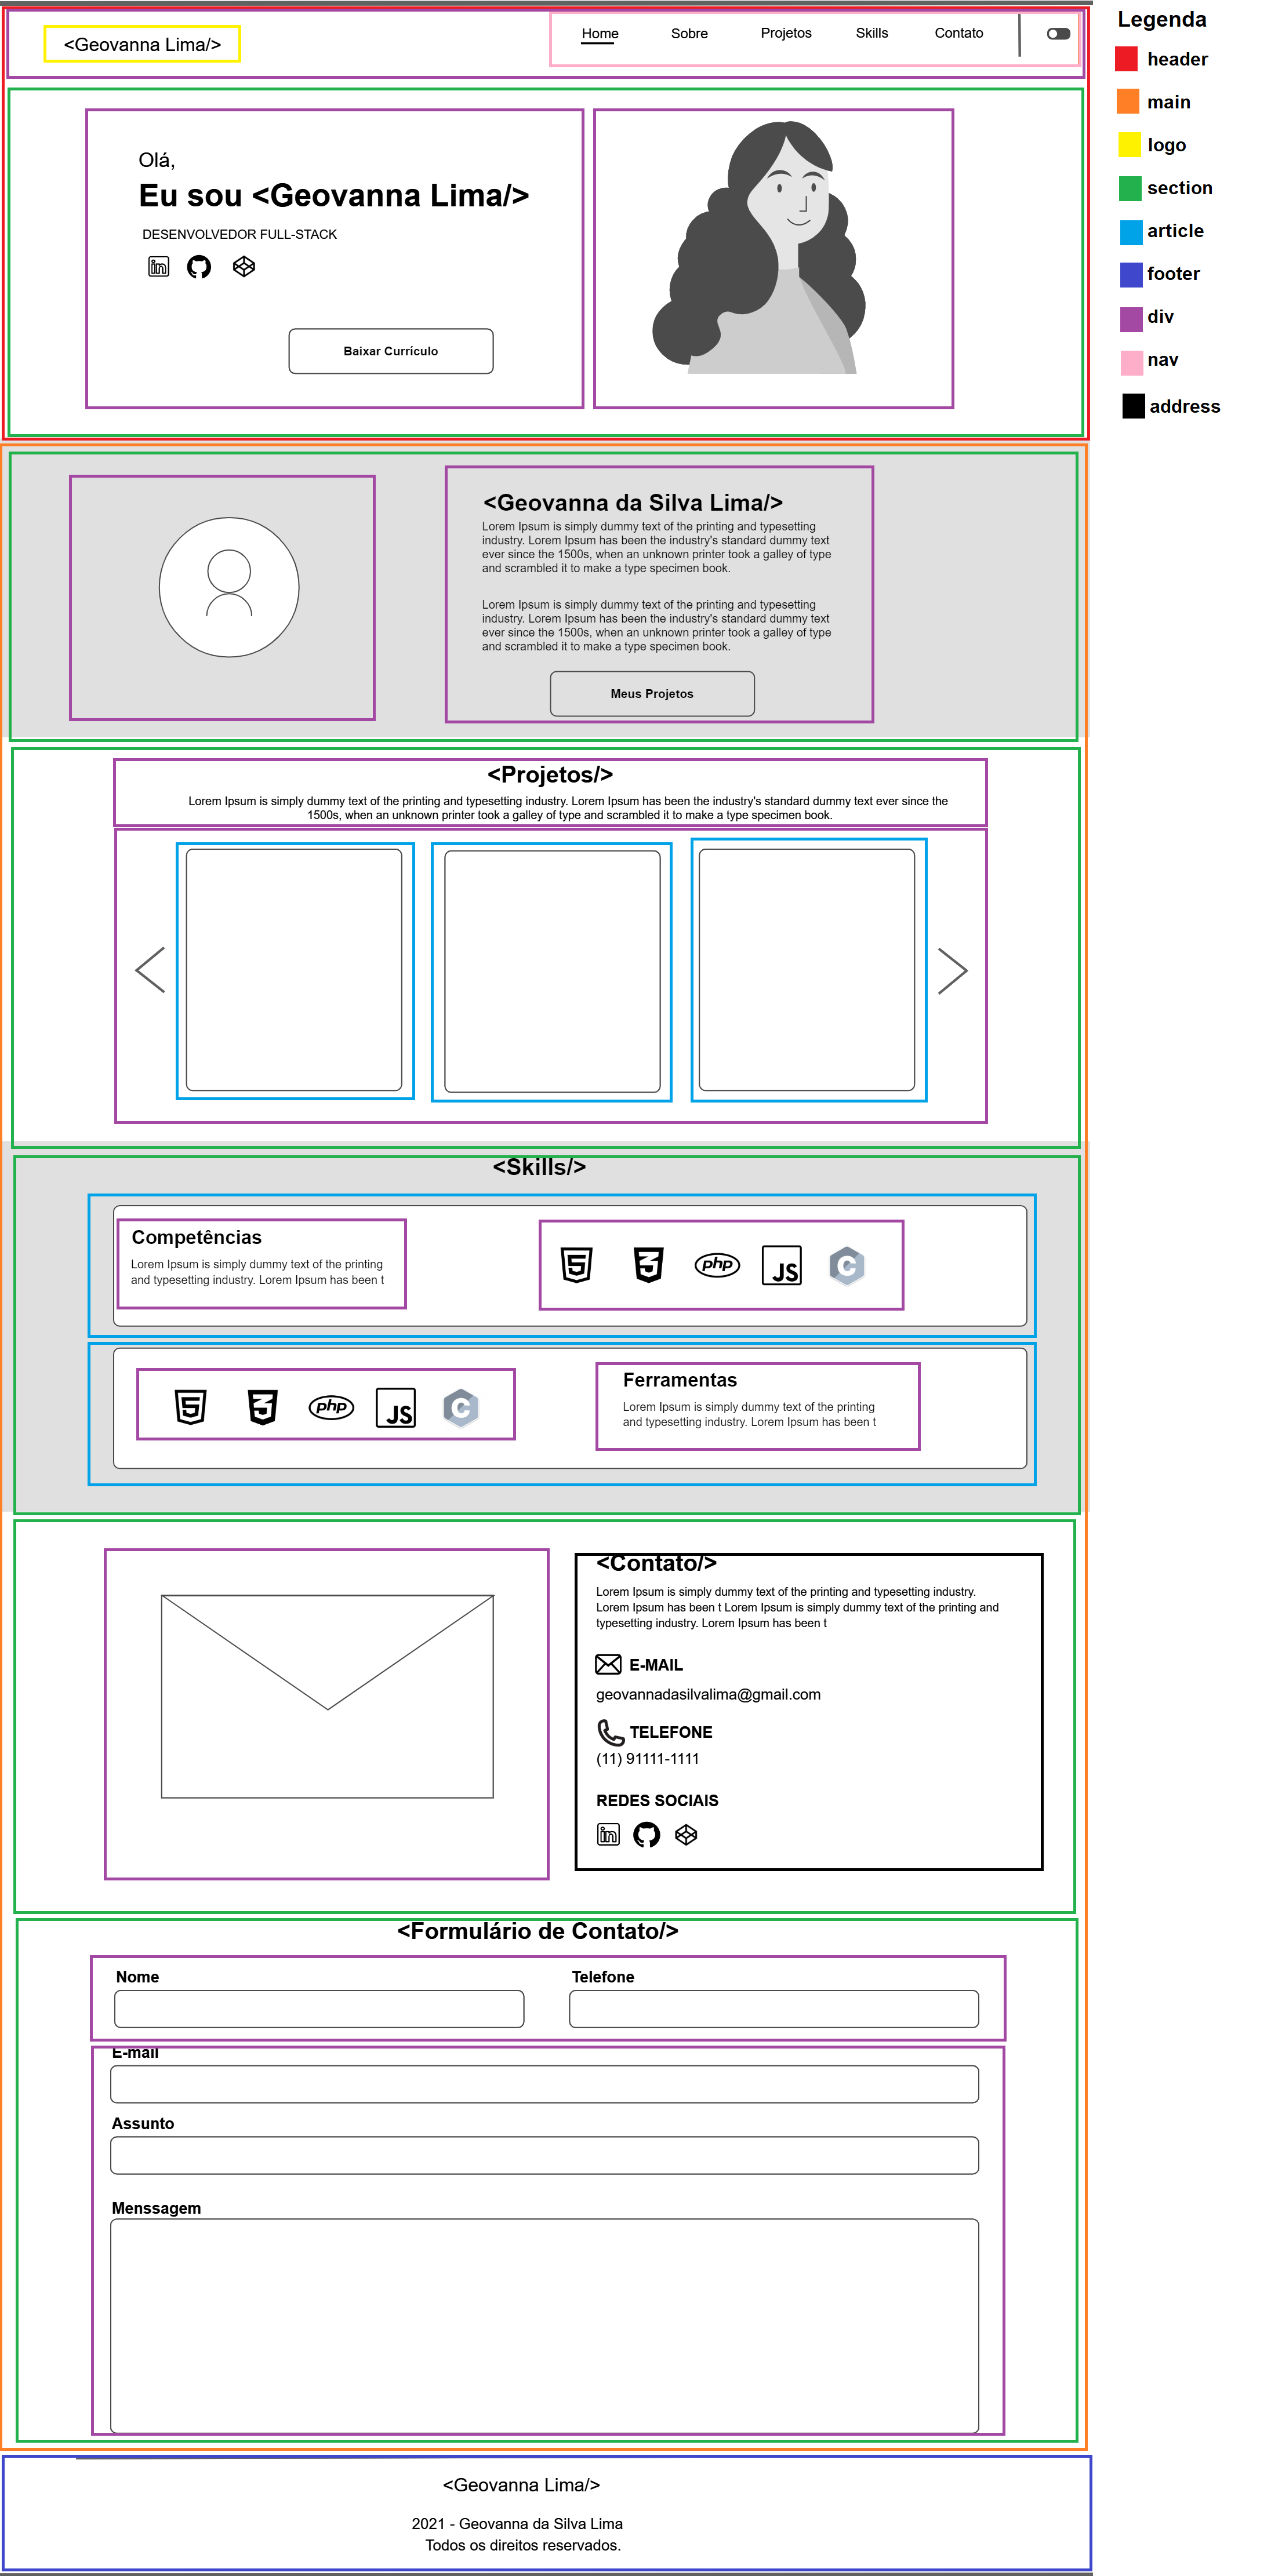 <Geovanna Lima/>
Home
Sobre
Projetos
Skills
Contato
Legenda
header
main
logo
section
article
footer
div
nav
address
Olá,
Eu sou <Geovanna Lima/>
DESENVOLVEDOR FULL-STACK
in
Baixar Currículo
<Geovanna da Silva Lima/>
Lorem Ipsum is simply dummy text of the printing and typesetting
industry. Lorem Ipsum has been the industry's standard dummy text
ever since the 1500s, when an unknown printer took a galley of type
and scrambled it to make a type specimen book.
Lorem Ipsum is simply dummy text of the printing and typesetting
industry. Lorem Ipsum has been the industry's standard dummy text
ever since the 1500s, when an unknown printer took a galley of type
and scrambled it to make a type specimen book.
Meus Projetos
<Projetos/>
Lorem Ipsum is simply dummy text of the printing and typesetting industry. Lorem Ipsum has been the industry's standard dummy text ever since the
1500s, when an unknown printer took a galley of type and scrambled it to make a type specimen book.
<Skills/>
Competências
Lorem Ipsum is simply dummy text of the printing
and typesetting industry. Lorem Ipsum has been t
5
3
php
JS
C
5
3
php
JS
C
Ferramentas
Lorem Ipsum is simply dummy text of the printing
and typesetting industry. Lorem Ipsum has been t
<Contato/>
Lorem Ipsum is simply dummy text of the printing and typesetting industry.
Lorem Ipsum has been t Lorem Ipsum is simply dummy text of the printing and
typesetting industry. Lorem Ipsum has been t
E-MAIL
geovannadasilvalima@gmail.com
TELEFONE
(11) 91111-1111
REDES SOCIAIS
in
<Formulário de Contato/>
Nome
Telefone
E-mail
Assunto
Menssagem
<Geovanna Lima/>
2021 - Geovanna da Silva Lima
Todos os direitos reservados.